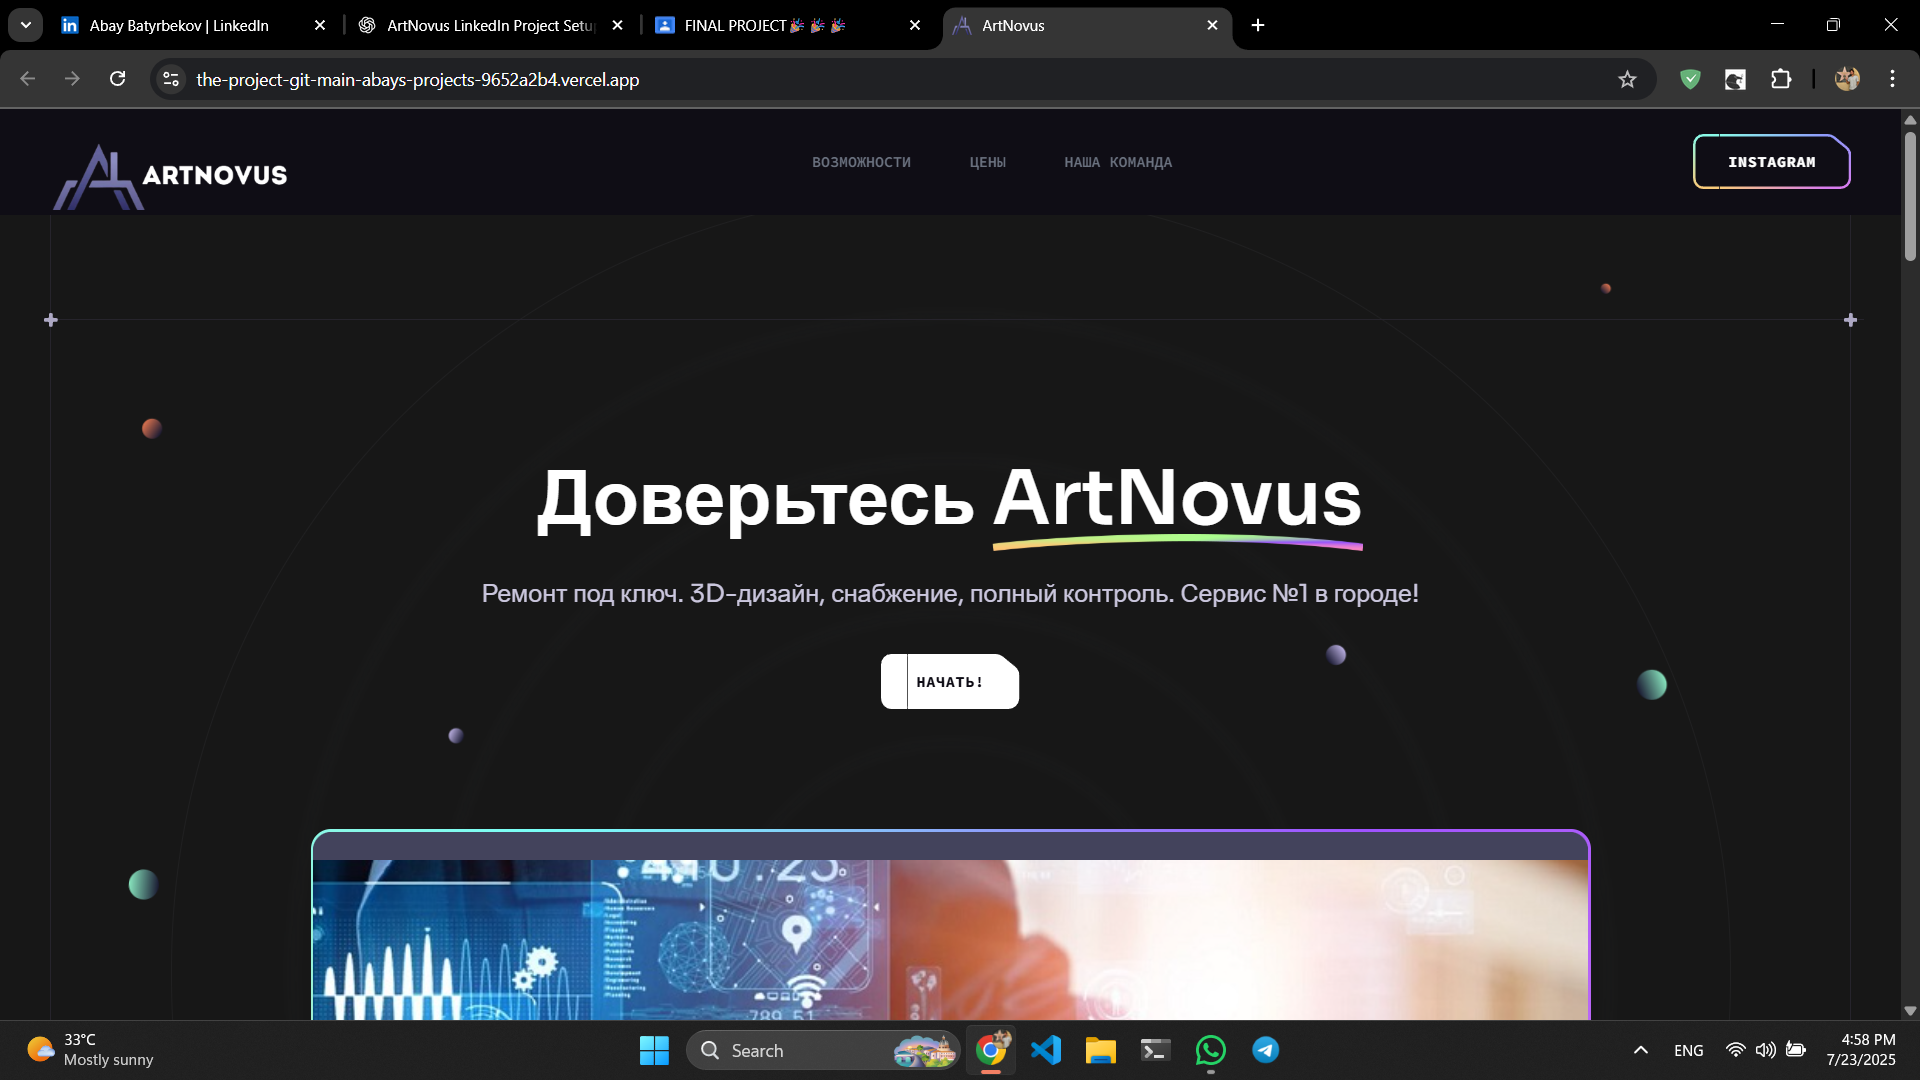 Abay Batyrbekov | LinkedIn
ArtNovus LinkedIn Project Setu
FINAL PROJECT🎉 🎉 🎉
ArtNovus
the-project-git-main-abays-projects-9652a2b4.vercel.app
ARTNOVUS
ВОЗМОЖНОСТИ
ЦЕНЫ
НАША КОМАНДА
INSTAGRAM
Доверьтесь ArtNovus
Ремонт под ключ. 3D-дизайн, снабжение, полный контроль. Сервис №1 в городе!
НАЧАТЬ!
789 51
33°C
Mostly sunny
Search
ENG
4:58 PM
7/23/2025